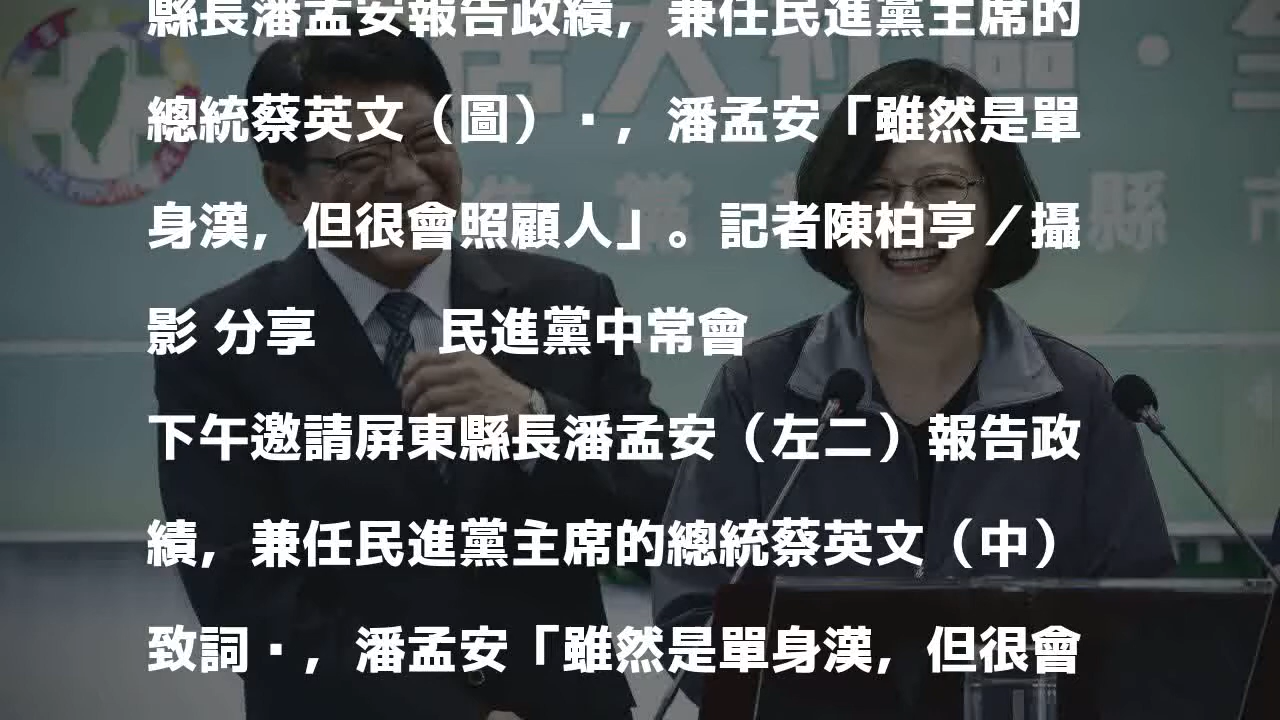 縣長潘孟安報告政績，兼任民進黨主席的
總統蔡英文（圖）·，潘孟安「雖然是單
身漢，但很會照顧人」。記者陳柏亨／攝
影 分享 民進黨中常會
下午邀請屏東縣長潘孟安（左二）報告政
績，兼任民進黨主席的總統蔡英文（中）
致詞·，潘孟安「雖然是單身漢，但很會